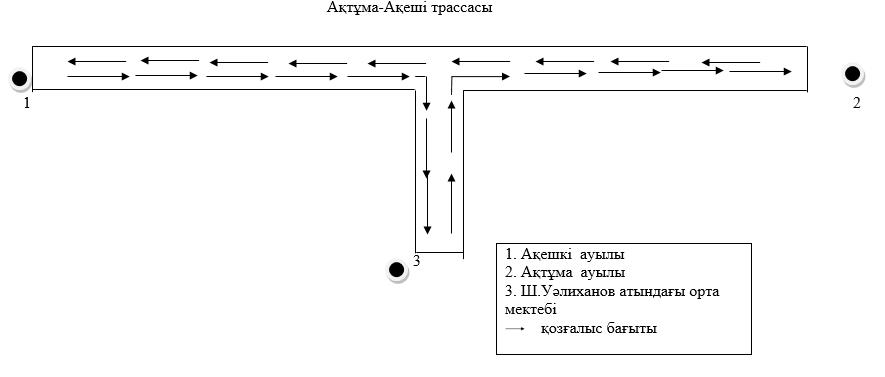 Ақтұма-Ақеші трассасы
1
2
3
1. Ақешкі ауылы
2. Ақтұма ауылы
3. Ш.Уәлиханов атындағы орта
мектебі
қозғалыс бағыты